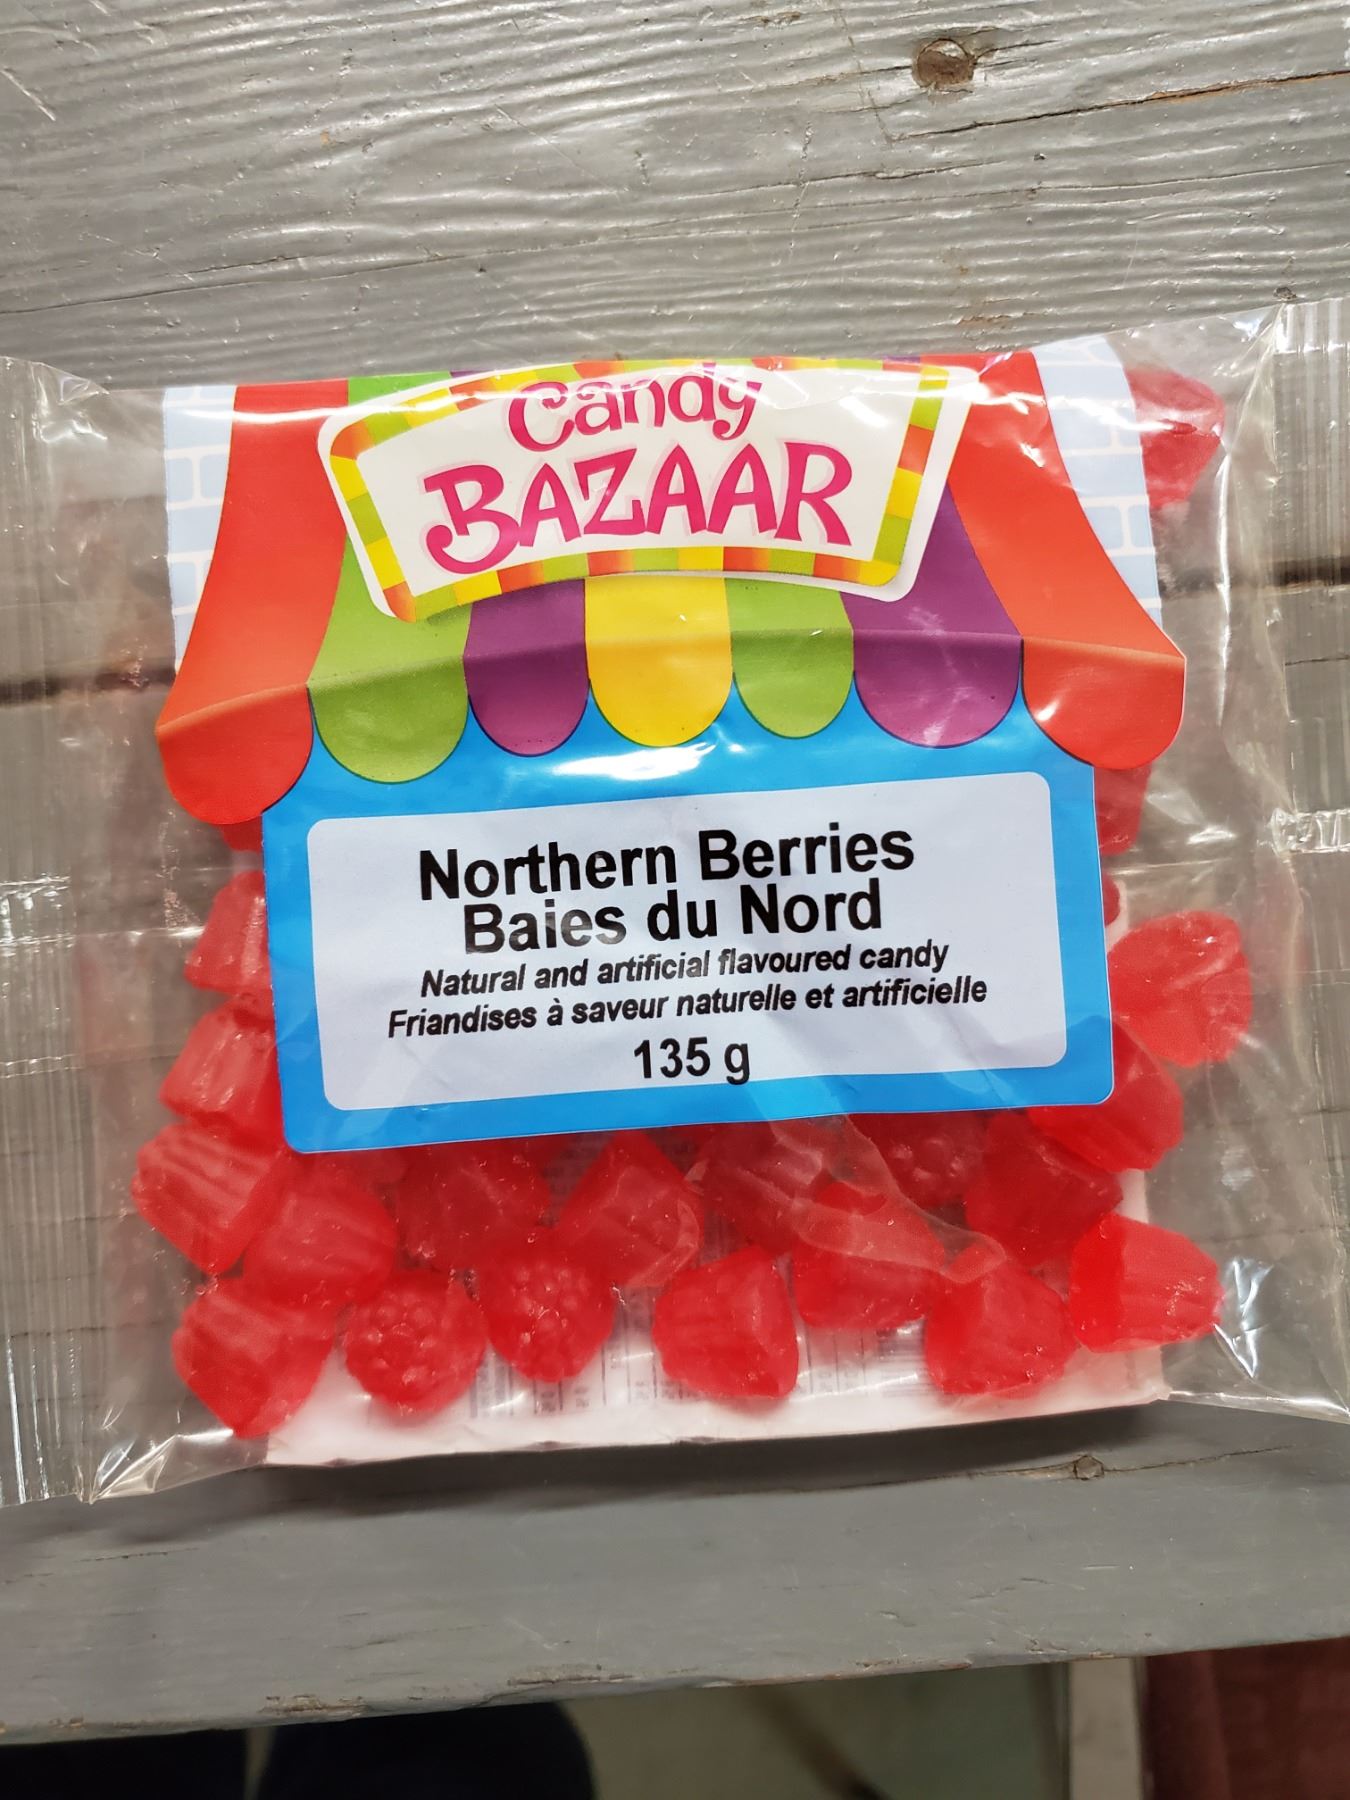 Candy
BAZAAR
Northern Berries
Baies du Nord
Natural and artificial flavoured candy
Friandises à saveur naturelle et artificielle
135 g